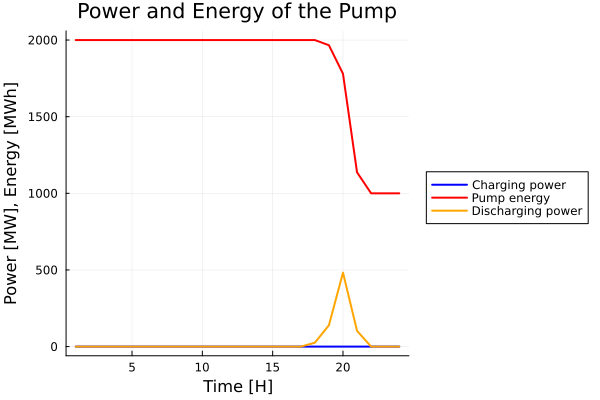 Power and Energy of the Pump
Power [MW], Energy [MWh]
2000
1500
1000
500
0
5
10
15
20
Time [H]
Charging power
Pump energy
Discharging power